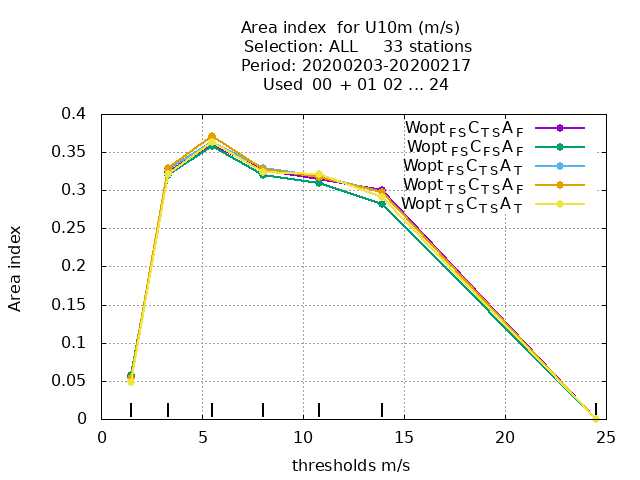 Area index  for U10m (m/s)
Selection: ALL     33 stations
Period: 20200203-20200217
Used  00 + 01 02 ... 24
Wopt FS C TS A F
Wopt FS C FS A F
Wopt FS C TS A T
Wopt TS C TS A F
Wopt TS C TS A T
0.4
0.35
0.3
0.25
0.2
0.15
0.1
0.05
0
Area index
0 5 10 15 20 25
thresholds m/s